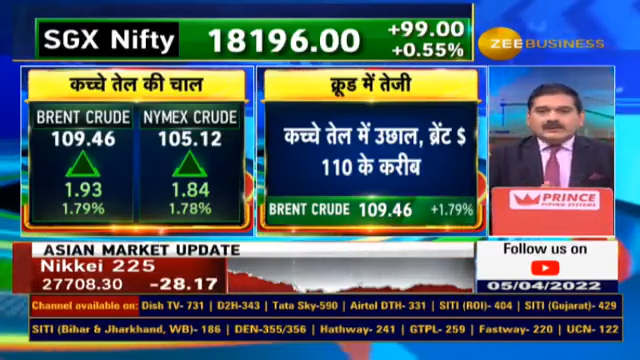 SGX Nifty 18196.00 +99.00
+0.55%
ZEE BUSINESS
कच्चे तेल की चाल
BRENT CRUDE NYMEX CRUDE
109.46 105.12
1.93 1.84
1.79% 1.78%
क्रूड में तेजी
कच्चे तेल में उछाल, ब्रेंट $
110 के करीब
BRENT CRUDE 109.46 +1.79%
PRINCE
PIPING SYSTEMS
ASIAN MARKET UPDATE
Nikkei 225
27708.30 -28.17
Follow us on
05/04/2022
Channel available on: Dish TV- 731 | D2H-343 | Tata Sky-590 | Airtel DTH- 331 | SITI (ROI)- 404 | SITI (Gujarat)- 429
SITI (Bihar & Jharkhand, WB)- 186 | DEN-355/356 | Hathway- 241 | GTPL- 259 | Fastway- 220 | UCN- 122